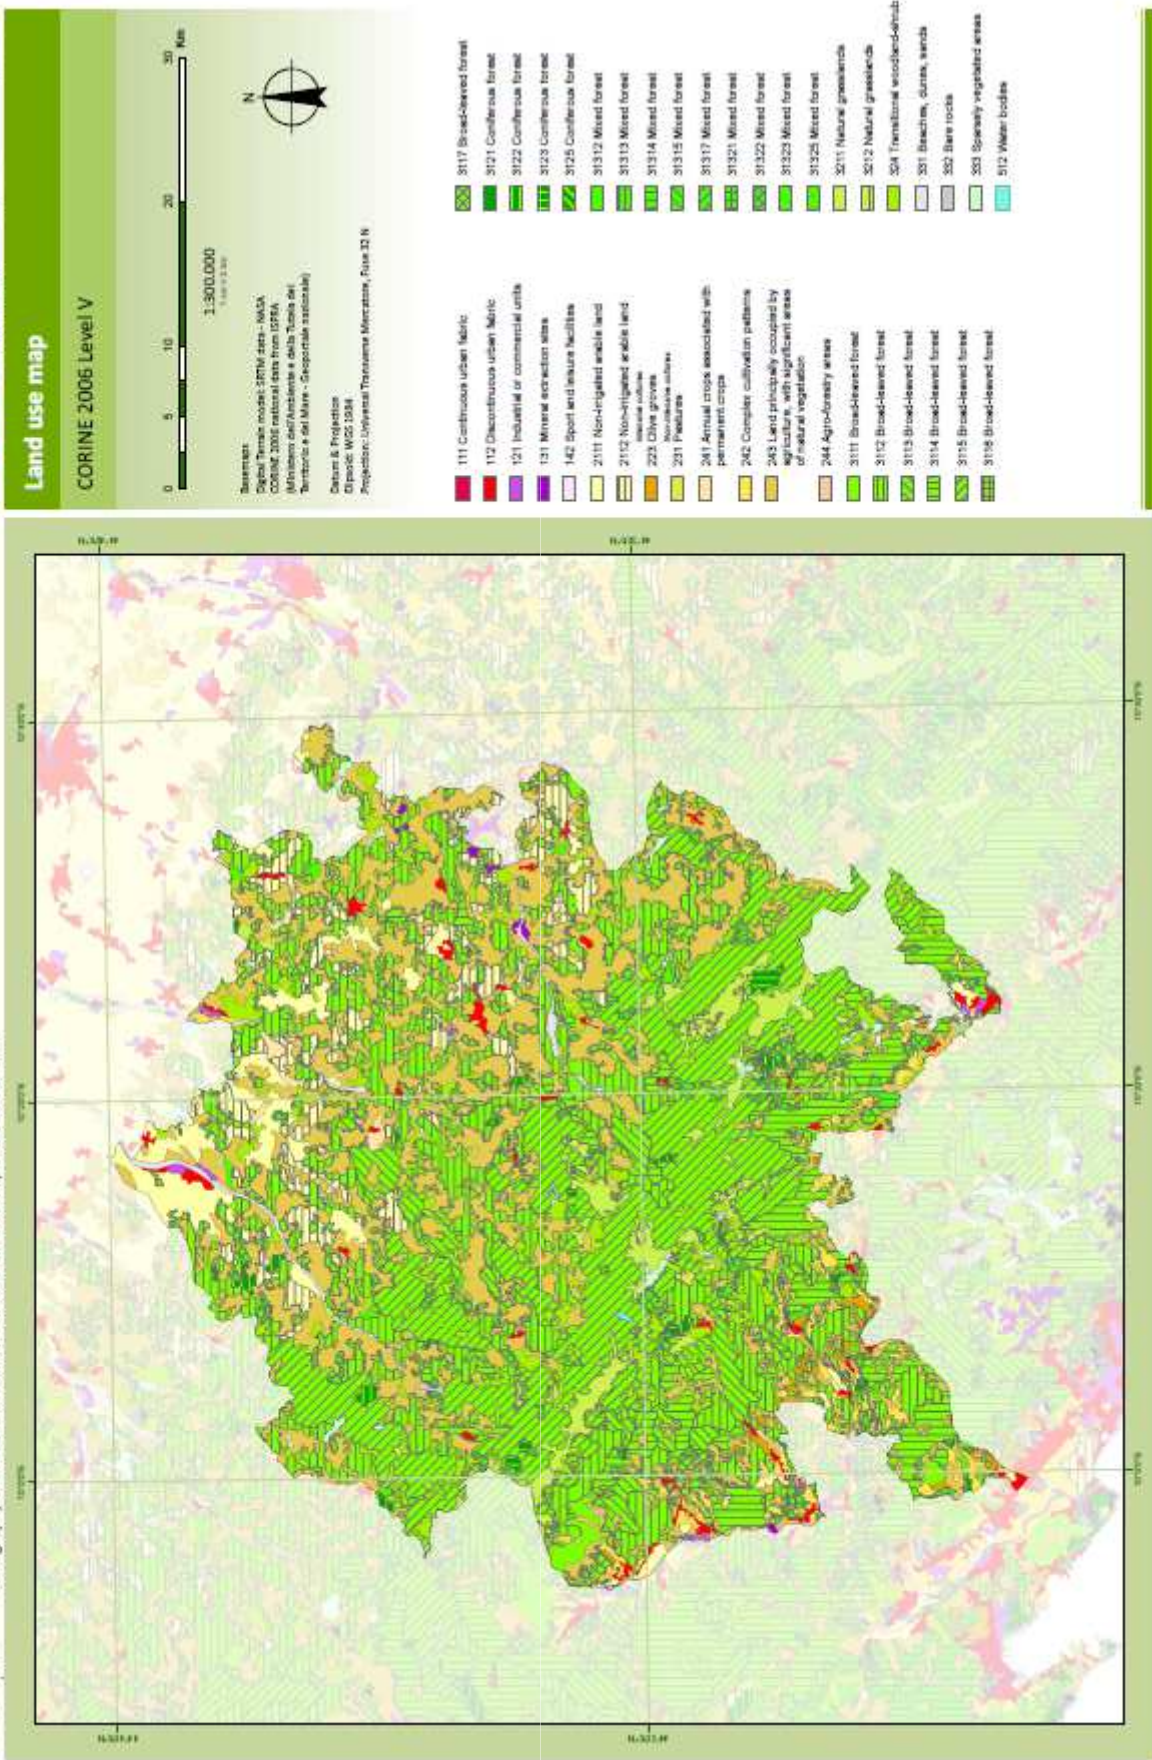 Land use map
CORINE 2006 Level V
0 5 10 20 30 Km
1:300.000
N
Basemaps
Digital Terrain model: SRTM data - NASA
CORINE 2006 national data from ISPRA
(Ministero dell'Ambiente e della Tutela del
Territorio e del Mare - Geoportale nazionale)
Datum & Projection
Elipsoid: WGS 1984
Projection: Universal Transverse Mercatore, Fuse 32 N
111 Continuous urban fabric
112 Discontinuous urban fabric
121 Industrial or commercial units
131 Mineral extraction sites
142 Sport and leisure facilities
2111 Non-irrigated arable land
2112 Non-irrigated arable land
223 Olive groves
231 Pastures
241 Annual crops associated with
permanent crops
242 Complex cultivation patterns
243 Land principally occupied by
agriculture, with significant areas
of natural vegetation
244 Agro-forestry areas
3111 Broad-leaved forest
3112 Broad-leaved forest
3113 Broad-leaved forest
3114 Broad-leaved forest
3115 Broad-leaved forest
3116 Broad-leaved forest
3117 Broad-leaved forest
3121 Coniferous forest
3122 Coniferous forest
3123 Coniferous forest
3125 Coniferous forest
31312 Mixed forest
31313 Mixed forest
31314 Mixed forest
31315 Mixed forest
31317 Mixed forest
31321 Mixed forest
31322 Mixed forest
31323 Mixed forest
31325 Mixed forest
3211 Natural grasslands
3212 Natural grasslands
324 Transitional woodland-shrub
331 Beaches, dunes, sands
332 Bare rocks
333 Sparsely vegetated areas
512 Water bodies